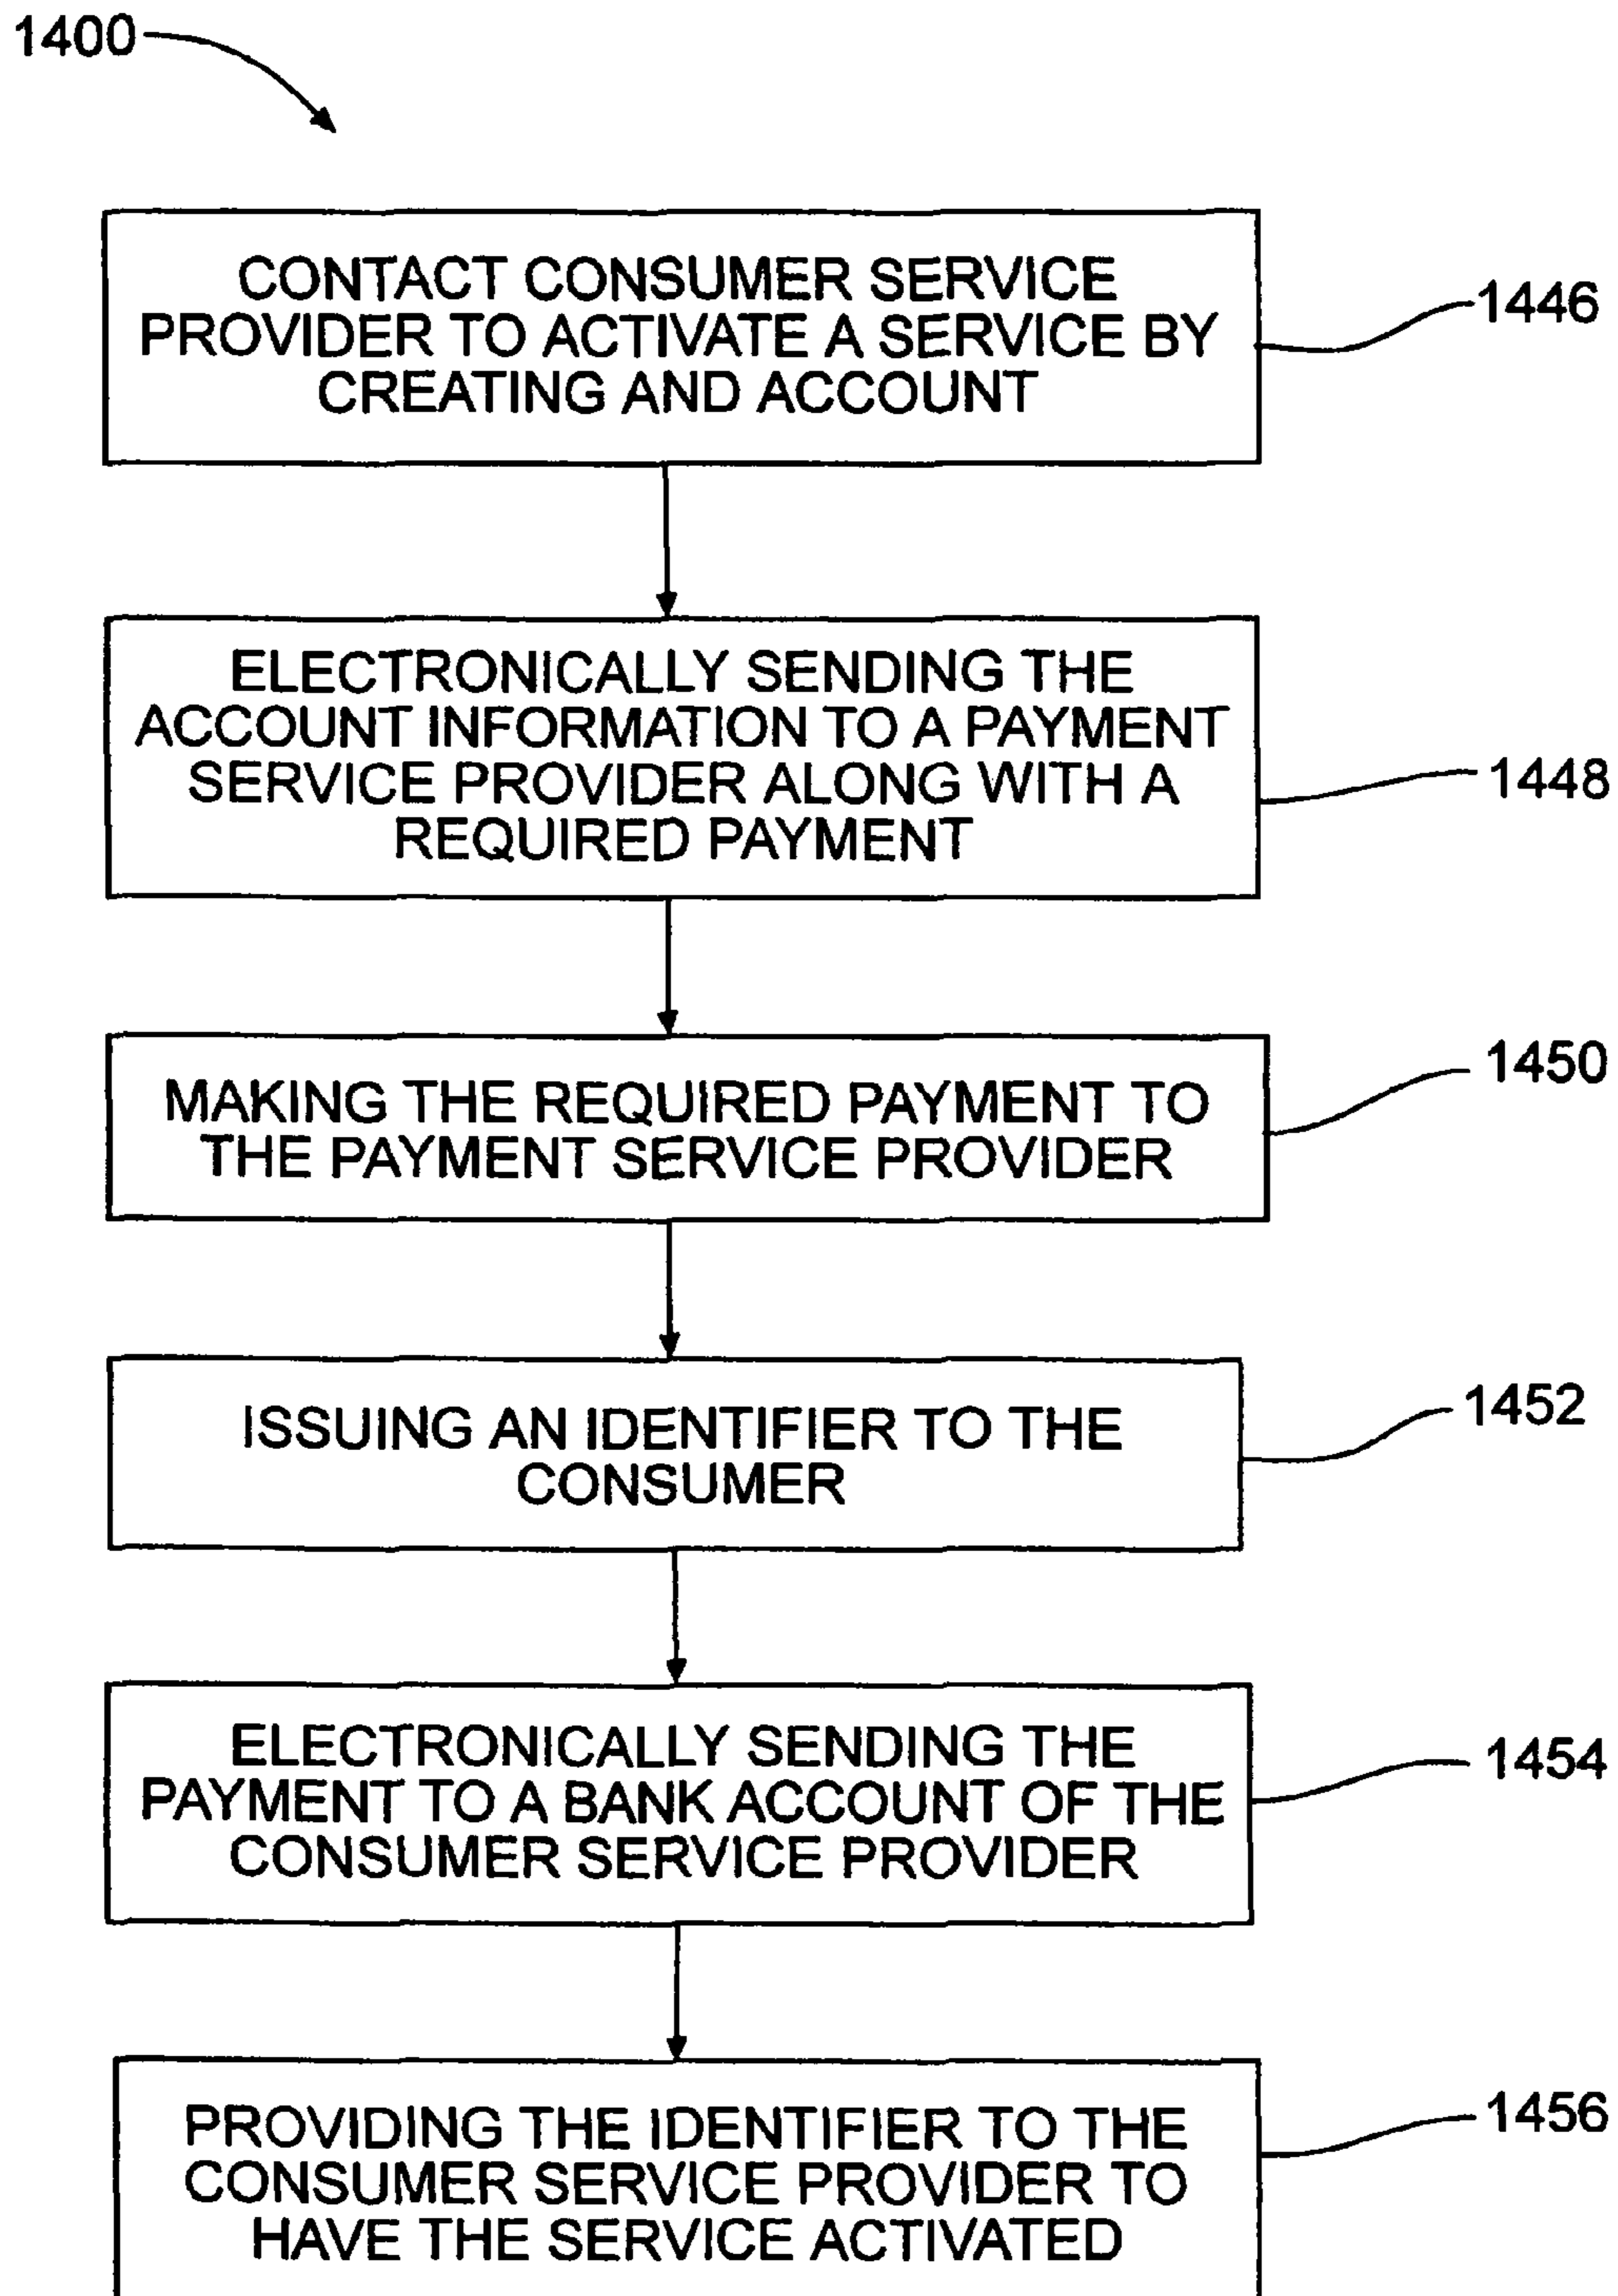 1400
CONTACT CONSUMER SERVICE
PROVIDER TO ACTIVATE A SERVICE BY
CREATING AND ACCOUNT
1446
ELECTRONICALLY SENDING THE
ACCOUNT INFORMATION TO A PAYMENT
SERVICE PROVIDER ALONG WITH A
REQUIRED PAYMENT
1448
MAKING THE REQUIRED PAYMENT TO
THE PAYMENT SERVICE PROVIDER
1450
ISSUING AN IDENTIFIER TO THE
CONSUMER
1452
ELECTRONICALLY SENDING THE
PAYMENT TO A BANK ACCOUNT OF THE
CONSUMER SERVICE PROVIDER
1454
PROVIDING THE IDENTIFIER TO THE
CONSUMER SERVICE PROVIDER TO
HAVE THE SERVICE ACTIVATED
1456